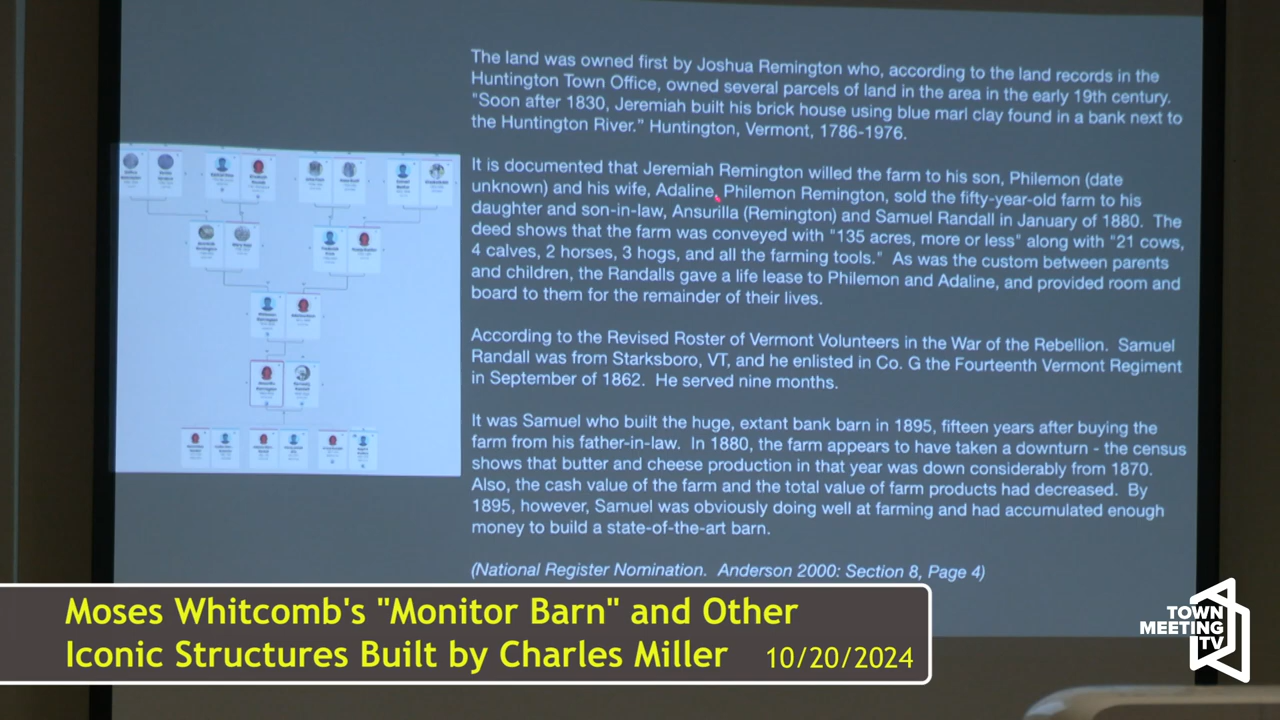 The land was owned first by Joshua Remington who, according to the land records in the
Huntington Town Office, owned several parcels of land in the area in the early 19th century.
"Soon after 1830, Jeremiah built his brick house using blue marl clay found in a bank next to
the Huntington River." Huntington, Vermont, 1786-1976.
It is documented that Jeremiah Remington willed the farm to his son, Philemon (date
unknown) and his wife, Adaline, Philemon Remington, sold the fifty-year-old farm to his
daughter and son-in-law, Ansurilla (Remington) and Samuel Randall in January of 1880. The
deed shows that the farm was conveyed with "135 acres, more or less" along with "21 cows,
4 calves, 2 horses, 3 hogs, and all the farming tools." As was the custom between parents
and children, the Randalls gave a life lease to Philemon and Adaline, and provided room and
board to them for the remainder of their lives.
According to the Revised Roster of Vermont Volunteers in the War of the Rebellion. Samuel
Randall was from Starksboro, VT, and he enlisted in Co. G the Fourteenth Vermont Regiment
in September of 1862. He served nine months.
It was Samuel who built the huge, extant bank barn in 1895, fifteen years after buying the
farm from his father-in-law. In 1880, the farm appears to have taken a downturn - the census
shows that butter and cheese production in that year was down considerably from 1870.
Also, the cash value of the farm and the total value of farm products had decreased. By
1895, however, Samuel was obviously doing well at farming and had accumulated enough
money to build a state-of-the-art barn.
(National Register Nomination. Anderson 2000: Section 8, Page 4)
Moses Whitcomb's "Monitor Barn" and Other
Iconic Structures Built by Charles Miller 10/20/2024
TOWN
MEETING
TV